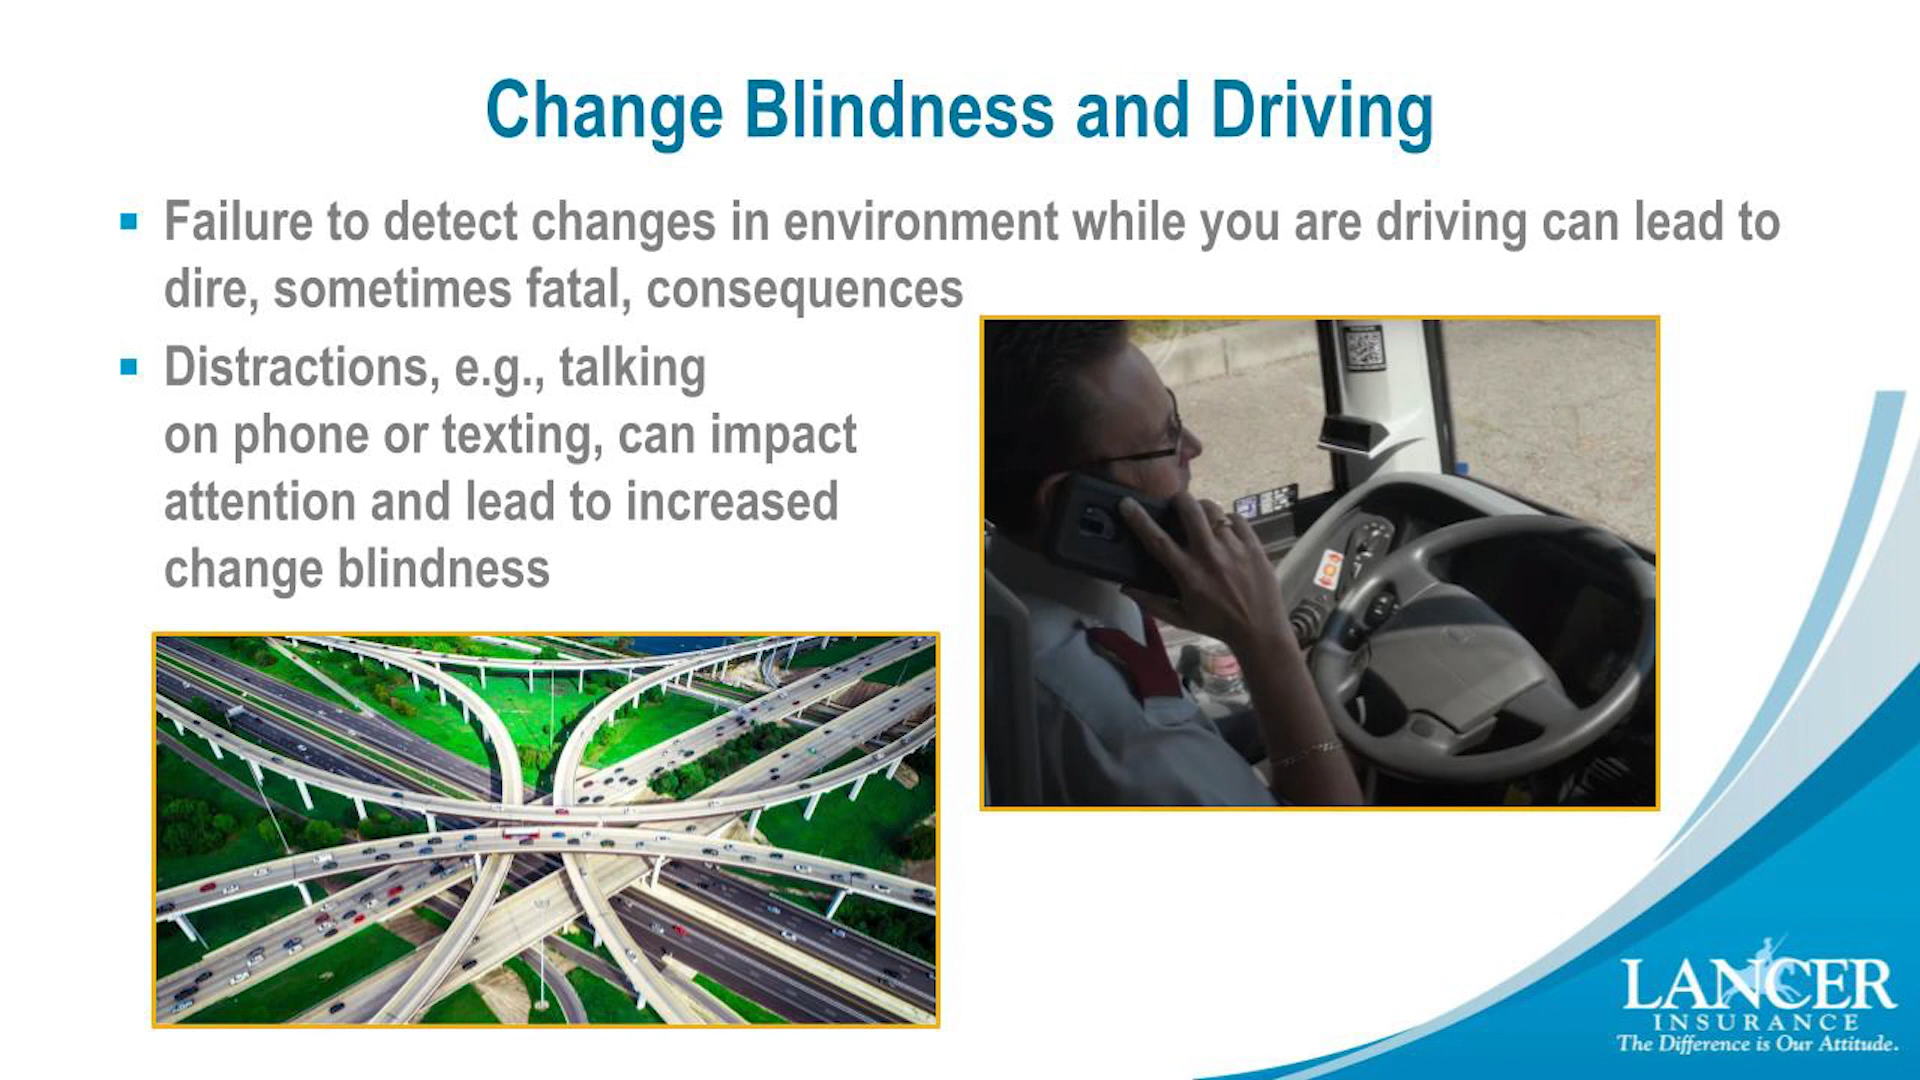 Change Blindness and Driving
▪ Failure to detect changes in environment while you are driving can lead to
dire, sometimes fatal, consequences
▪ Distractions, e.g., talking
on phone or texting, can impact
attention and lead to increased
change blindness
LANCER
INSURANCE
The Difference is Our Attitude.